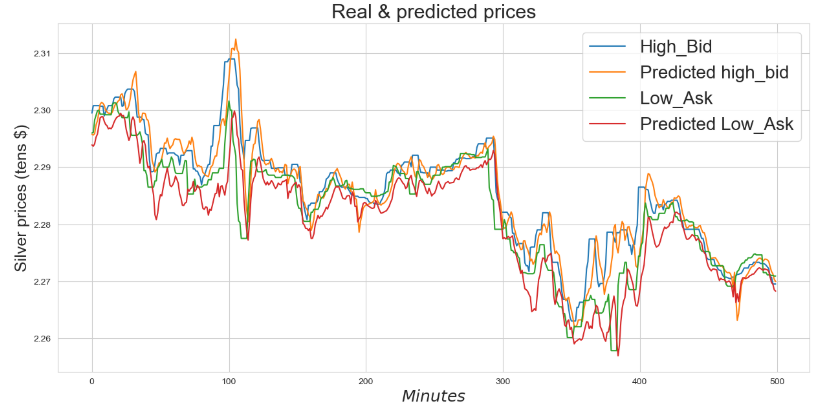 Real & predicted prices
High_Bid
Predicted high_bid
Low_Ask
Predicted Low_Ask
Silver prices (tens $)
2.31
2.30
2.29
2.28
2.27
2.26
0 100 200 300 400 500
Minutes